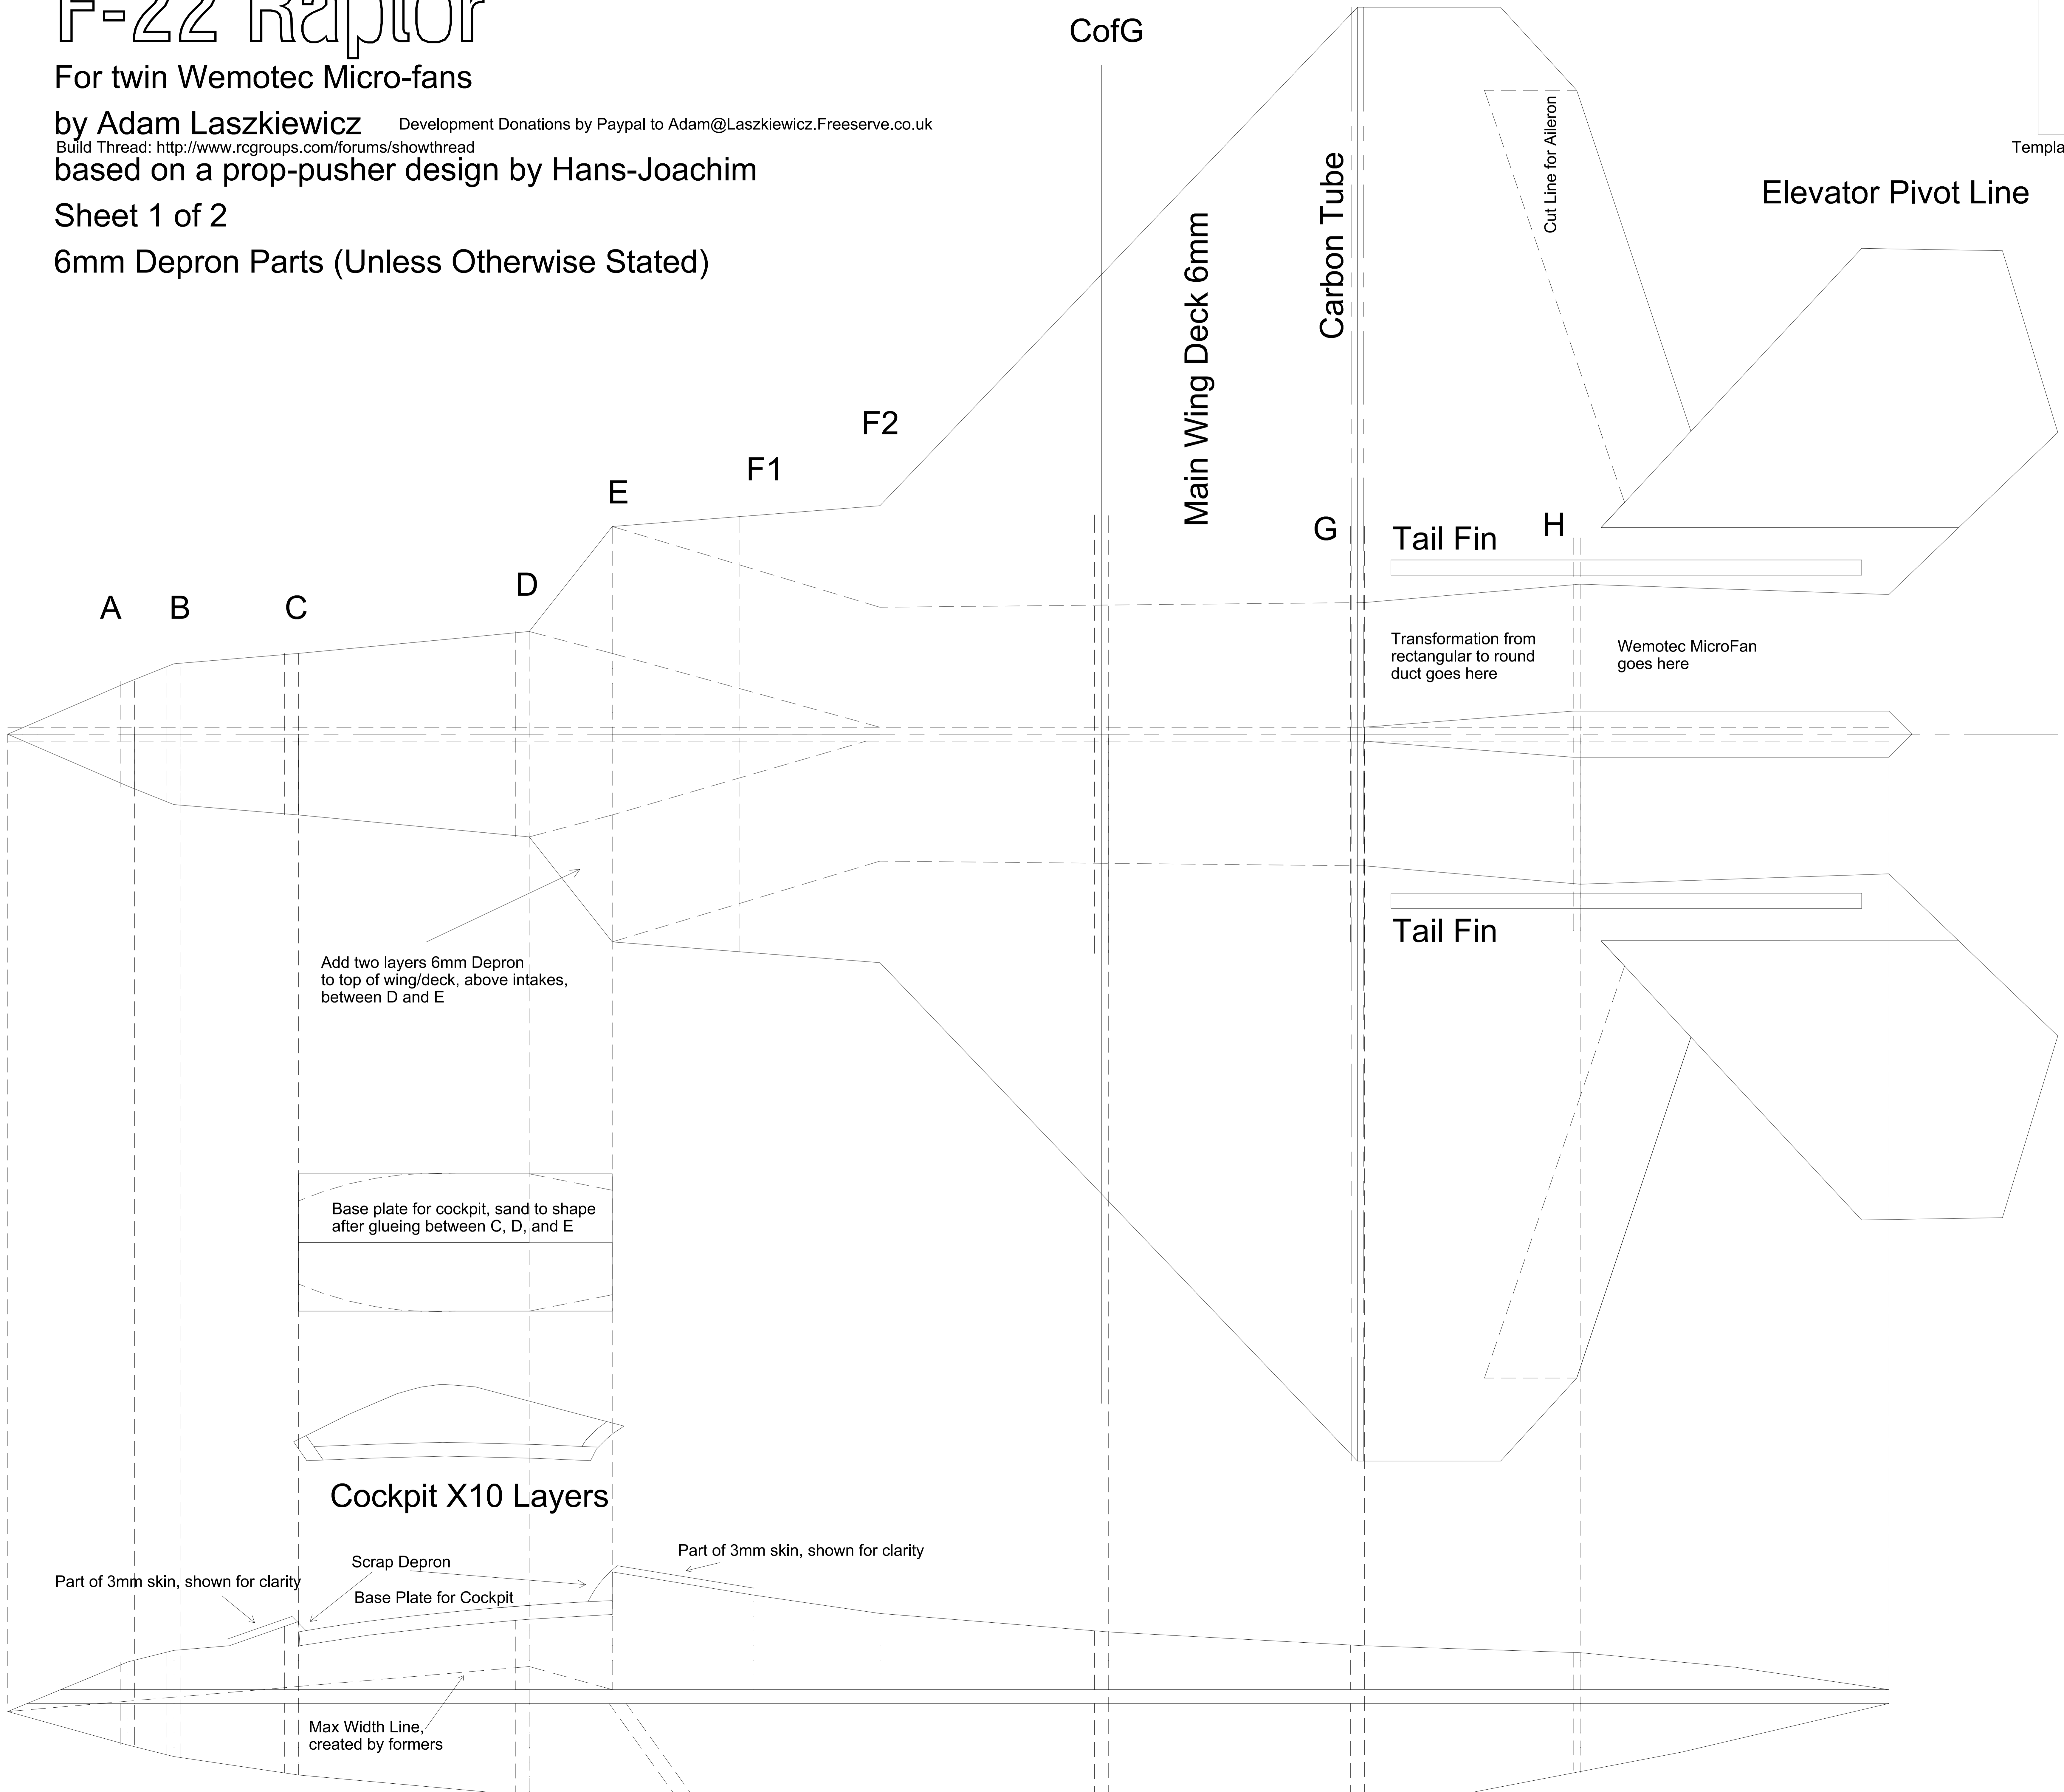 F-22 Raptor
For twin Wemotec Micro-fans
by Adam Laszkiewicz
Development Donations by Paypal to Adam@Laszkiewicz.Freeserve.co.uk
Build Thread: http://www.rcgroups.com/forums/showthread
based on a prop-pusher design by Hans-Joachim
Sheet 1 of 2
6mm Depron Parts (Unless Otherwise Stated)
CofG
Main Wing Deck 6mm
Carbon Tube
Cut Line for Aileron
Elevator Pivot Line
A
B
C
D
E
F1
F2
G
H
Tail Fin
Transformation from
rectangular to round
duct goes here
Wemotec MicroFan
goes here
Tail Fin
Add two layers 6mm Depron
to top of wing/deck, above intakes,
between D and E
Base plate for cockpit, sand to shape
after glueing between C, D, and E
Cockpit X10 Layers
Part of 3mm skin, shown for clarity
Scrap Depron
Base Plate for Cockpit
Part of 3mm skin, shown for clarity
Max Width Line,
created by formers